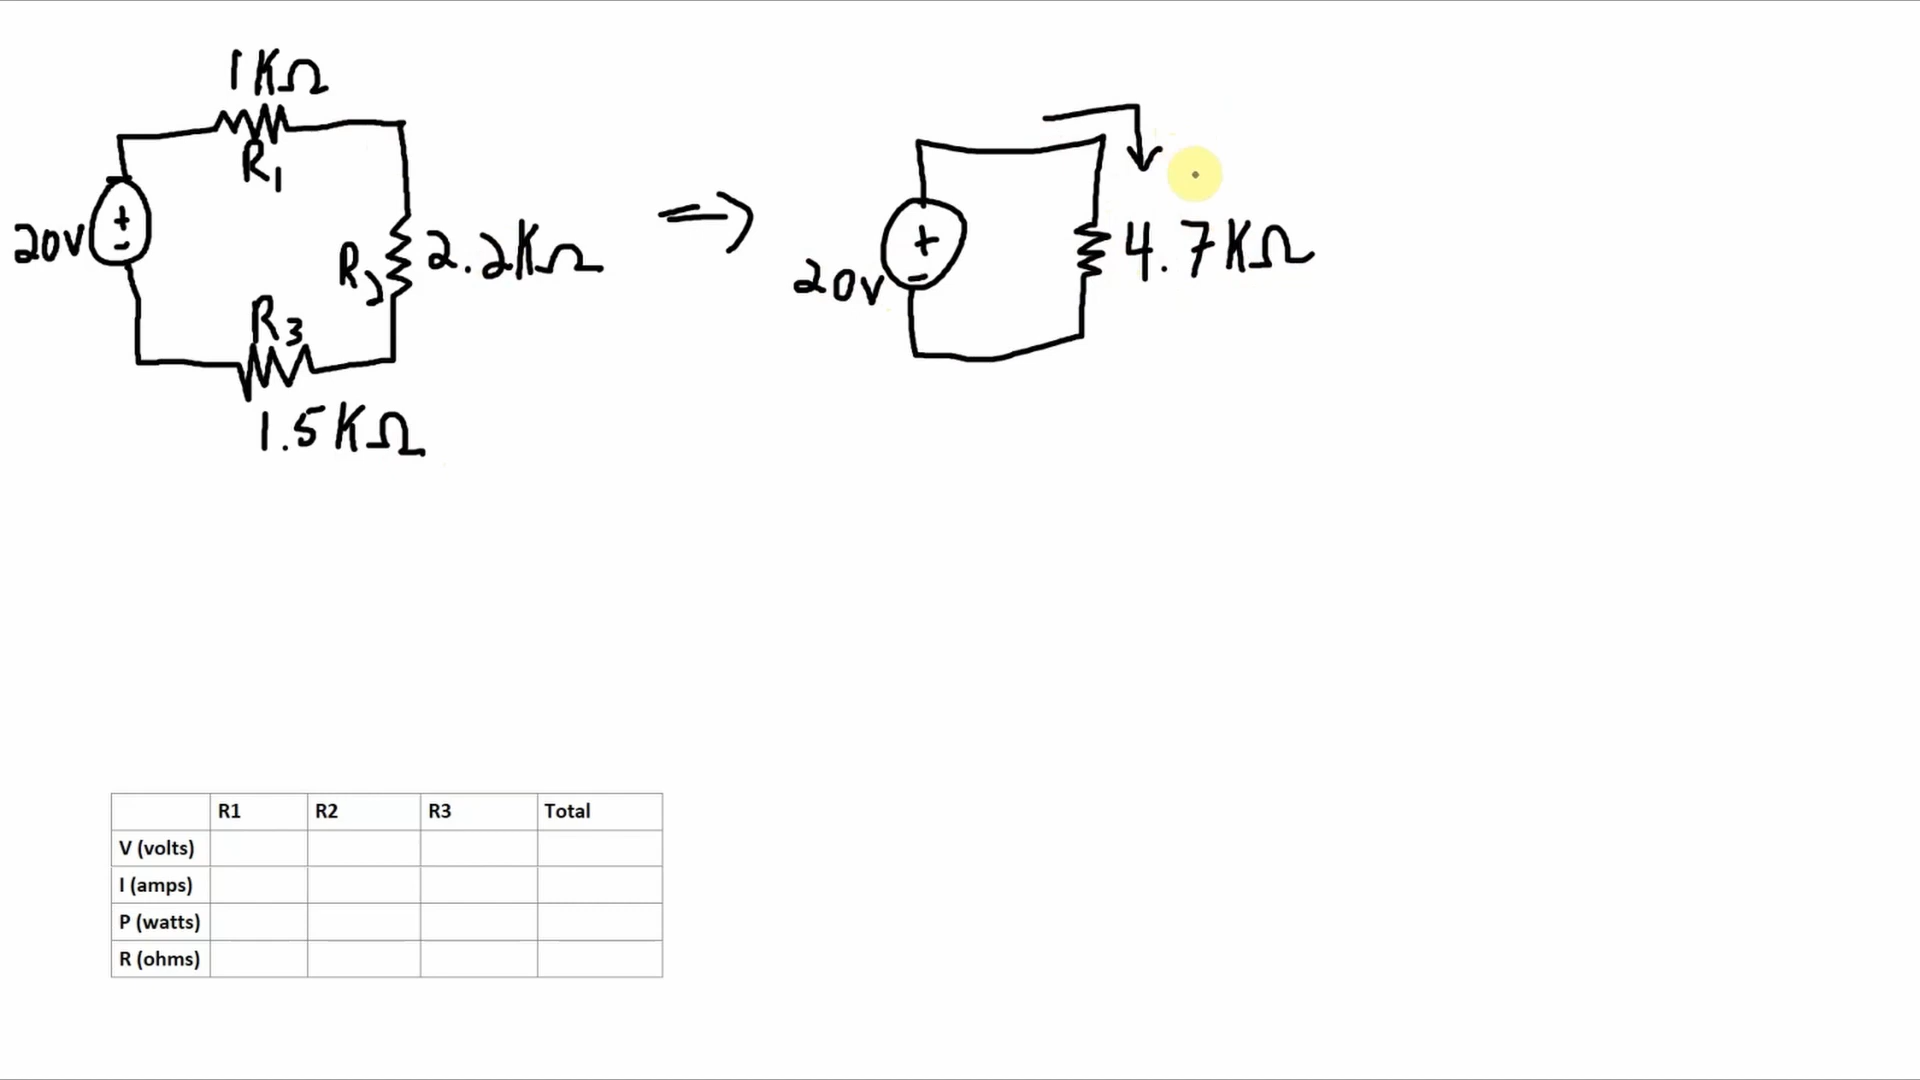 1KΩ
R1
20V
+
-
R2
2.2KΩ
R3
1.5KΩ
⇒
20V
+
-
4.7KΩ
R1 R2 R3 Total
V (volts)
I (amps)
P (watts)
R (ohms)